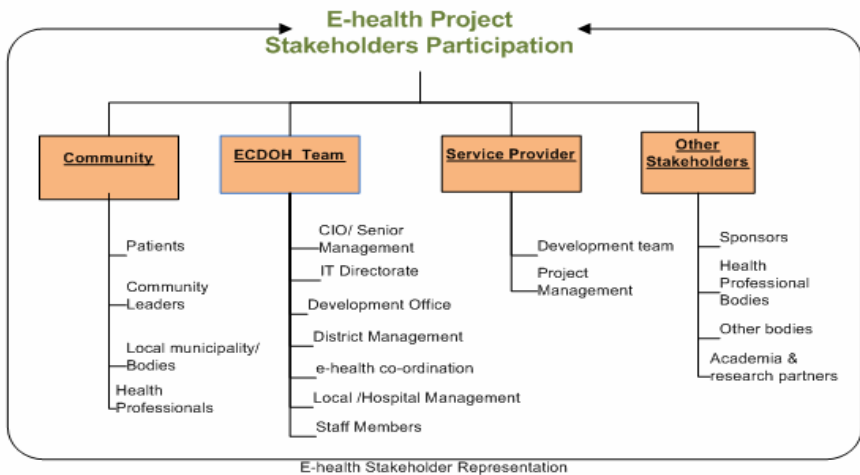 E-health Project
Stakeholders Participation
Community
ECDOH Team
Service Provider
Other
Stakeholders
Patients
Community
Leaders
Local municipality/
Bodies
Health
Professionals
CIO/ Senior
Management
IT Directorate
Development Office
District Management
e-health co-ordination
Local /Hospital Management
Staff Members
Development team
Project
Management
Sponsors
Health
Professional
Bodies
Other bodies
Academia &
research partners
E-health Stakeholder Representation